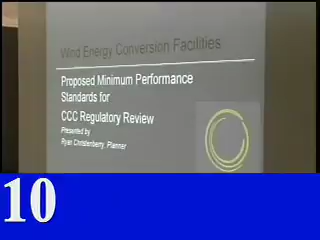 Wind Energy Conversion Facilities
Proposed Minimum Performance
Standards for
CCC Regulatory Review
Presented by
Ryan Christenberry, Planner
10